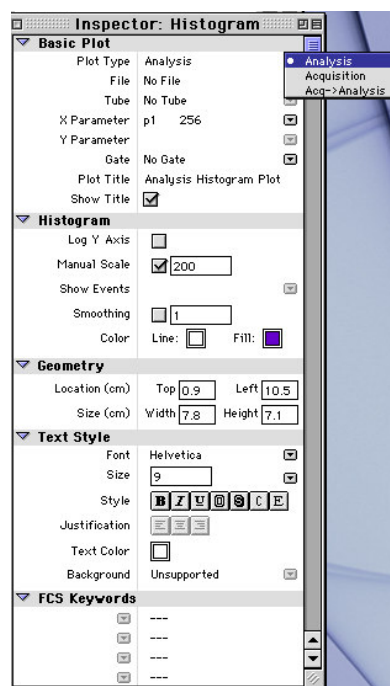 Inspector: Histogram
Basic Plot
Plot Type Analysis
Analysis
Acquisition
Acq->Analysis
File No File
Tube No Tube
X Parameter p1 256
Y Parameter
Gate No Gate
Plot Title Analysis Histogram Plot
Show Title
Histogram
Log Y Axis
Manual Scale 200
Show Events
Smoothing 1
Color Line: Fill:
Geometry
Location (cm) Top 0.9 Left 10.5
Size (cm) Width 7.8 Height 7.1
Text Style
Font Helvetica
Size 9
Style B I U O S C E
Justification
Text Color
Background Unsupported
FCS Keywords
---
---
---
---